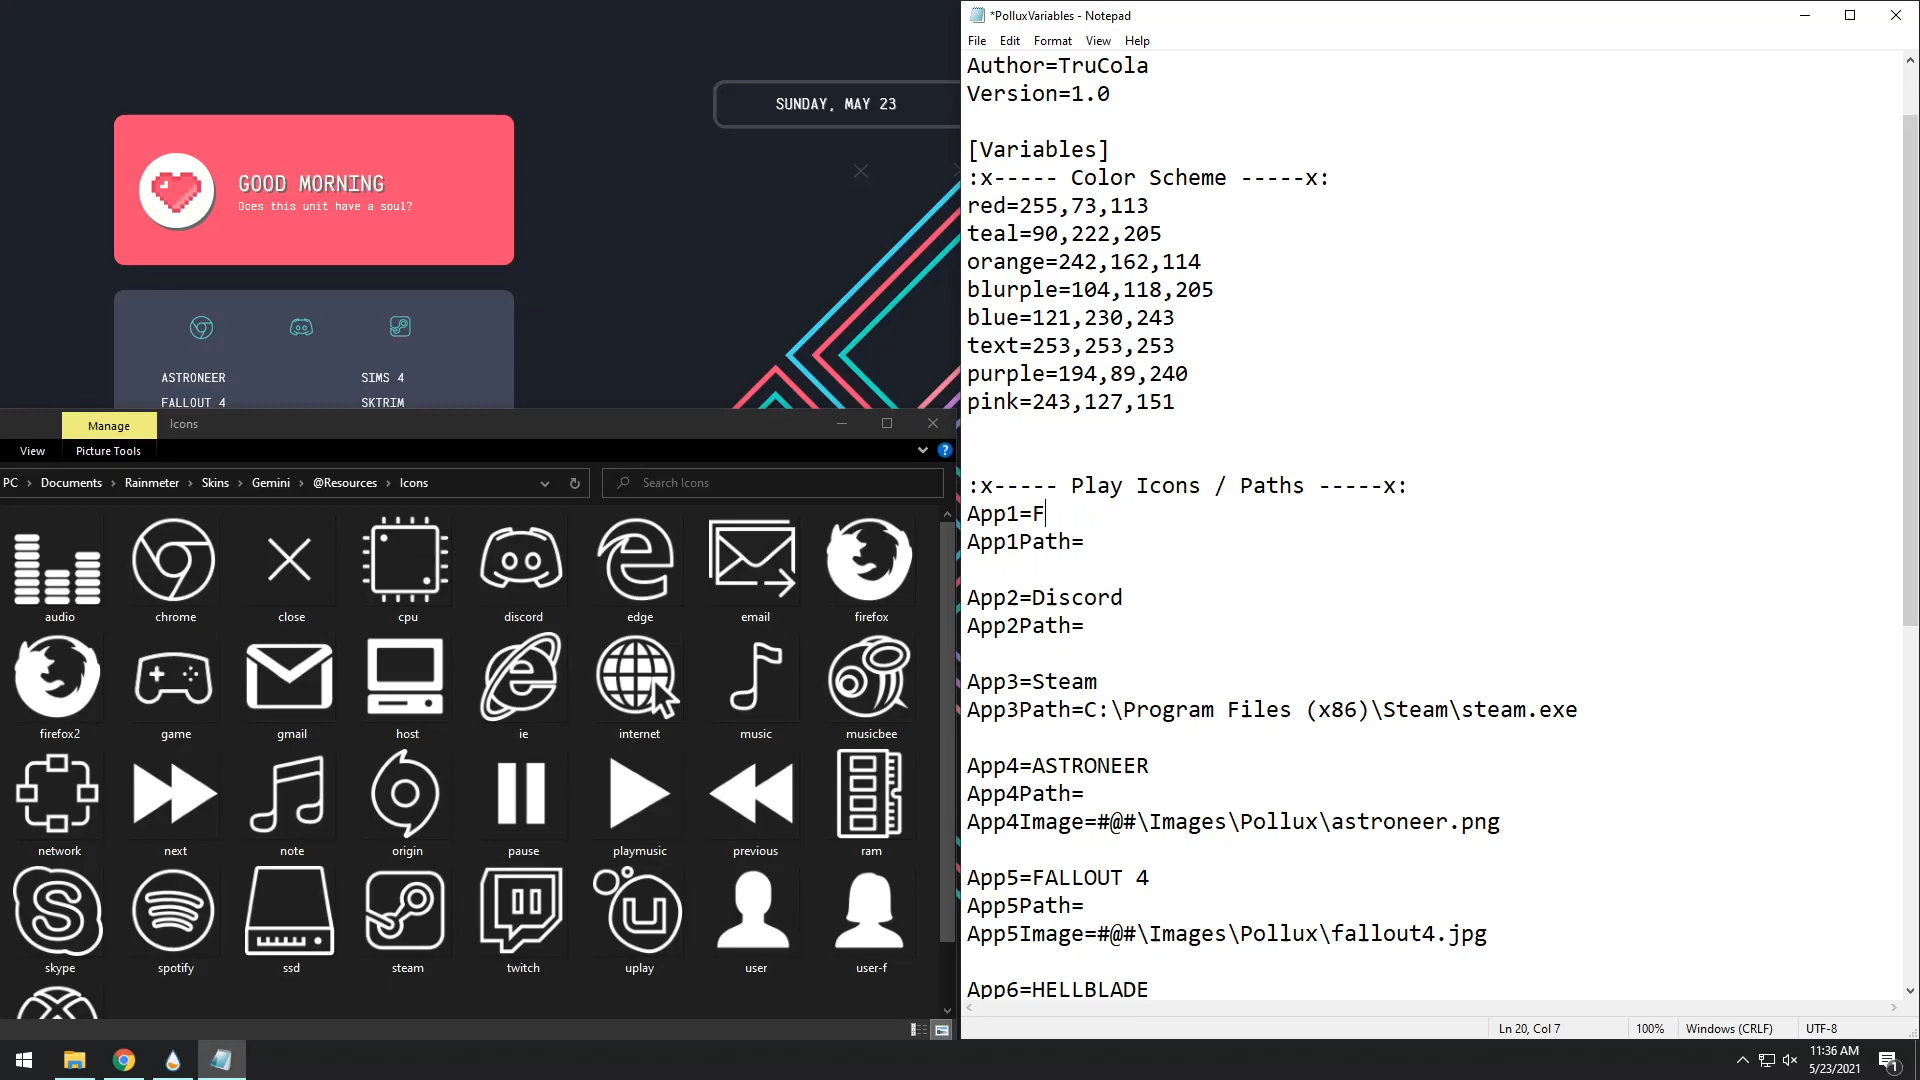 SUNDAY, MAY 23
GOOD MORNING
Does this unit have a soul?
ASTRONEER
SIMS 4
FALLOUT 4
SKTRIM
Manage
Icons
View
Picture Tools
PC > Documents > Rainmeter > Skins > Gemini > @Resources > Icons
Search Icons
audio
chrome
close
cpu
discord
edge
email
firefox
firefox2
game
gmail
host
ie
internet
music
musicbee
network
next
note
origin
pause
playmusic
previous
ram
skype
spotify
ssd
steam
twitch
uplay
user
user-f
*PolluxVariables - Notepad
File Edit Format View Help
Author=TruCola
Version=1.0
[Variables]
:x----- Color Scheme -----x:
red=255,73,113
teal=90,222,205
orange=242,162,114
blurple=104,118,205
blue=121,230,243
text=253,253,253
purple=194,89,240
pink=243,127,151
:x----- Play Icons / Paths -----x:
App1=F
App1Path=
App2=Discord
App2Path=
App3=Steam
App3Path=C:\Program Files (x86)\Steam\steam.exe
App4=ASTRONEER
App4Path=
App4Image=#@#\Images\Pollux\astroneer.png
App5=FALLOUT 4
App5Path=
App5Image=#@#\Images\Pollux\fallout4.jpg
App6=HELLBLADE
Ln 20, Col 7
100%
Windows (CRLF)
UTF-8
11:36 AM
5/23/2021
1